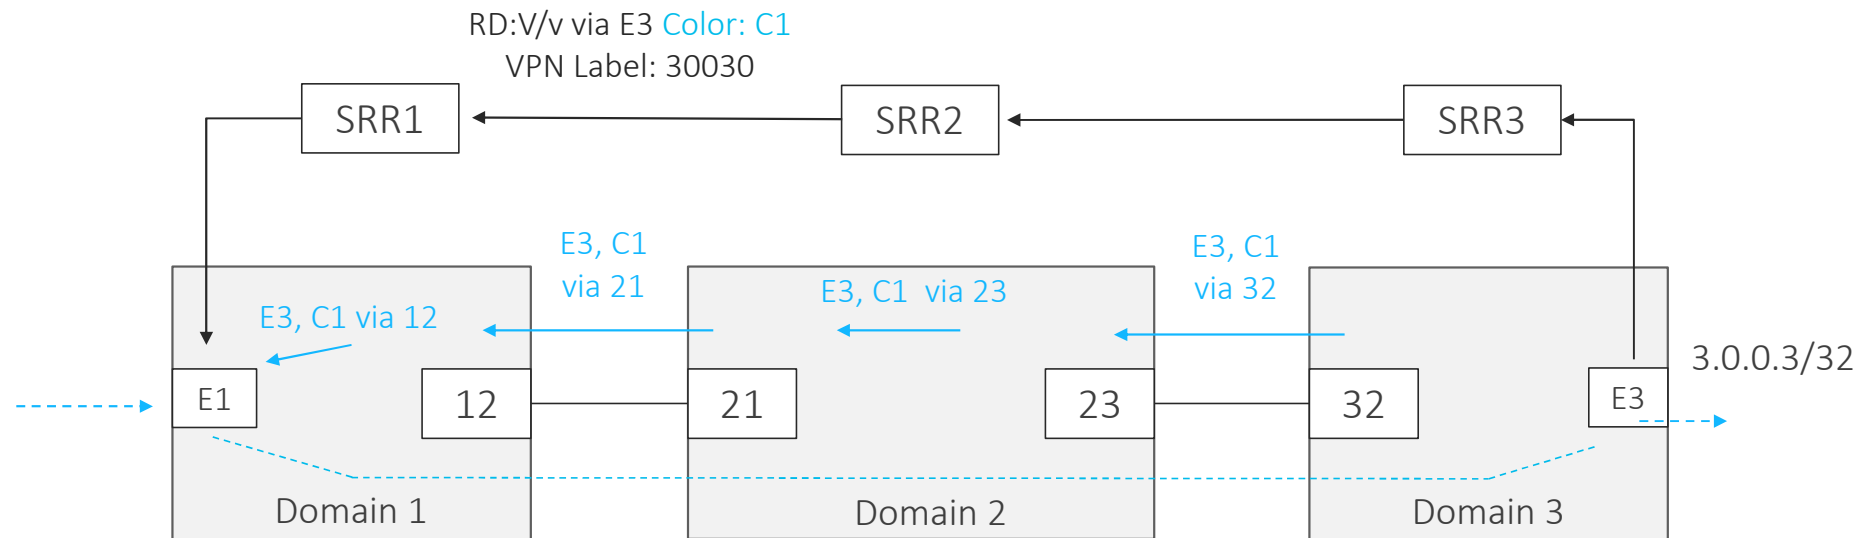 RD:V/v via E3 Color: C1
VPN Label: 30030
SRR1
SRR2
SRR3
E3, C1
via 21
E3, C1
via 32
E3, C1 via 12
E3, C1  via 23
3.0.0.3/32
E1
12
21
23
32
E3
Domain 1
Domain 2
Domain 3